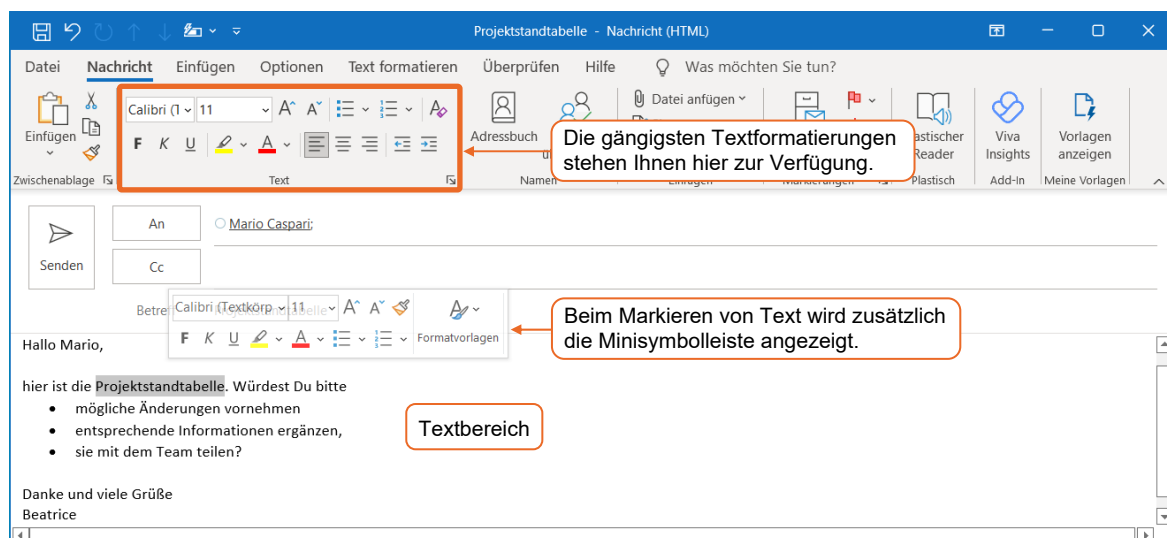 Projektstandtabelle - Nachricht (HTML)
Datei Nachricht Einfügen Optionen Text formatieren Überprüfen Hilfe Was möchten Sie tun?
Einfügen
Calibri (T 11
F K U A
Adressbuch
Datei anfügen
Die gängigsten Textformatierungen
stehen Ihnen hier zur Verfügung.
Reader
Viva
Insights
Vorlagen
anzeigen
Zwischenablage Text Namen Plastisch Add-In Meine Vorlagen
An Mario Caspari;
Senden Cc
Calibri (Textkörp 11 A A
F K U A Formatvorlagen
Beim Markieren von Text wird zusätzlich
die Minisymbolleiste angezeigt.
Hallo Mario,
hier ist die Projektstandtabelle. Würdest Du bitte
• mögliche Änderungen vornehmen
• entsprechende Informationen ergänzen,
• sie mit dem Team teilen?
Textbereich
Danke und viele Grüße
Beatrice